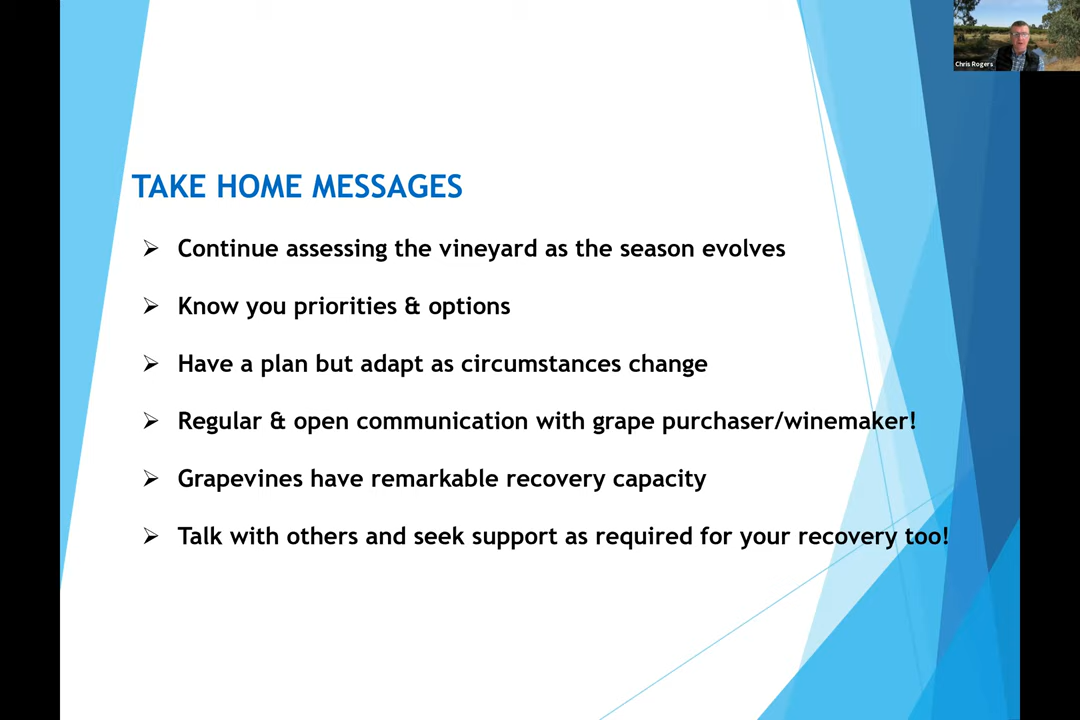 Chris Rogers
TAKE HOME MESSAGES
➢ Continue assessing the vineyard as the season evolves
➢ Know you priorities & options
➢ Have a plan but adapt as circumstances change
➢ Regular & open communication with grape purchaser/winemaker!
➢ Grapevines have remarkable recovery capacity
➢ Talk with others and seek support as required for your recovery too!